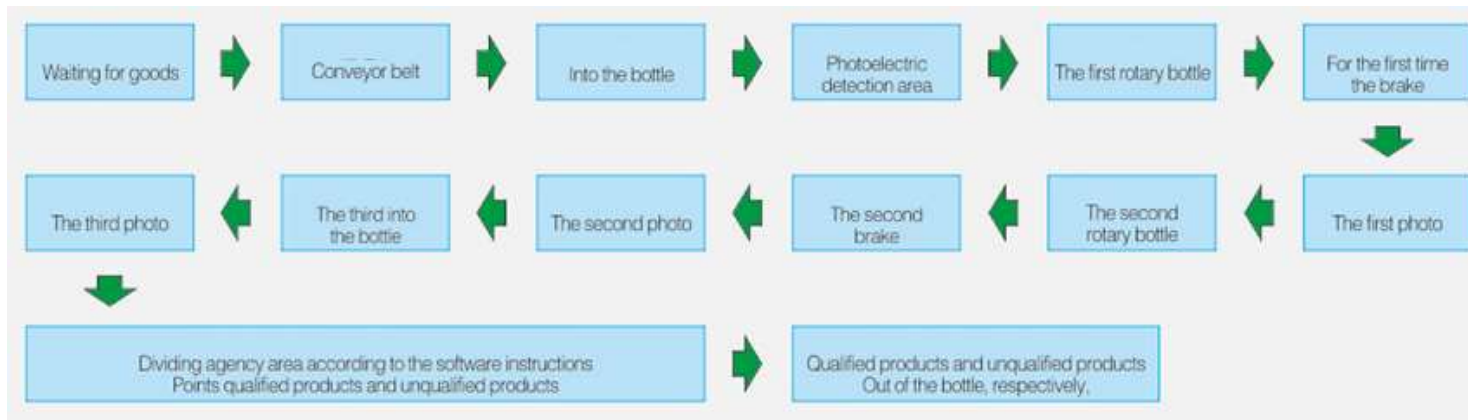 Waiting for goods
Conveyor belt
Into the bottle
Photoelectric
detection area
The first rotary bottle
For the first time
the brake
The first photo
The second
rotary bottle
The second
brake
The second photo
The third into
the bottle
The third photo
Dividing agency area according to the software instructions
Points qualified products and unqualified products
Qualified products and unqualified products
Out of the bottle, respectively,